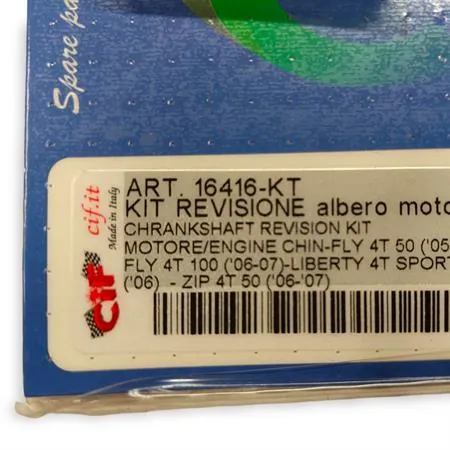 Spare
cif.it
Made in Italy
CiF
ART. 16416-KT
KIT REVISIONE albero moto
CHRANKSHAFT REVISION KIT
MOTORE/ENGINE CHIN-FLY 4T 50 ('05
FLY 4T 100 ('06-07)-LIBERTY 4T SPORT
('06) - ZIP 4T 50 ('06-'07)